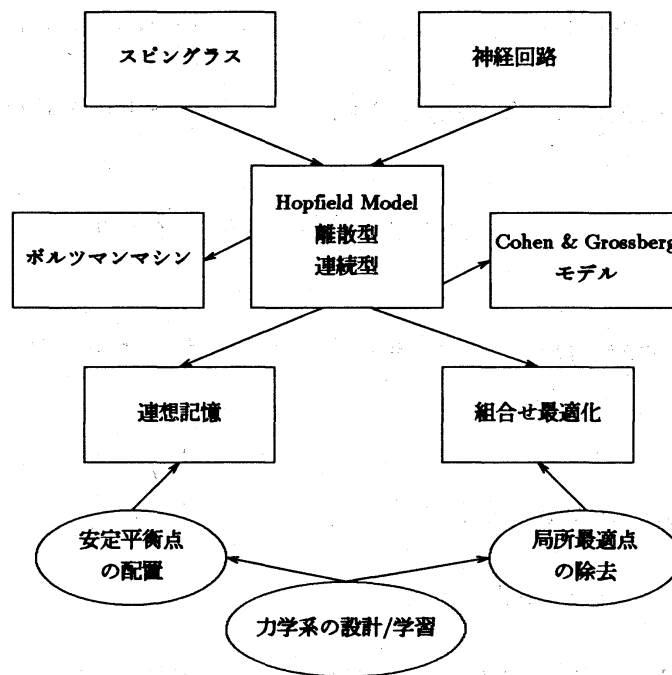 スピングラス
神経回路
Hopfield Model
離散型
連続型
ボルツマンマシン
Cohen & Grossberg
モデル
連想記憶
組合せ最適化
安定平衡点
の配置
局所最適点
の除去
力学系の設計/学習